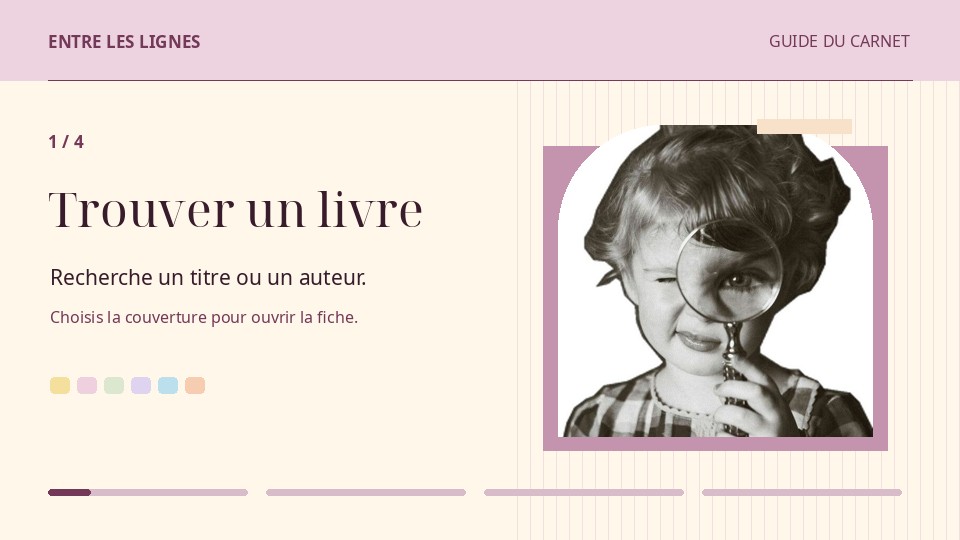 ENTRE LES LIGNES
GUIDE DU CARNET
1 / 4
Trouver un livre
Recherche un titre ou un auteur.
Choisis la couverture pour ouvrir la fiche.